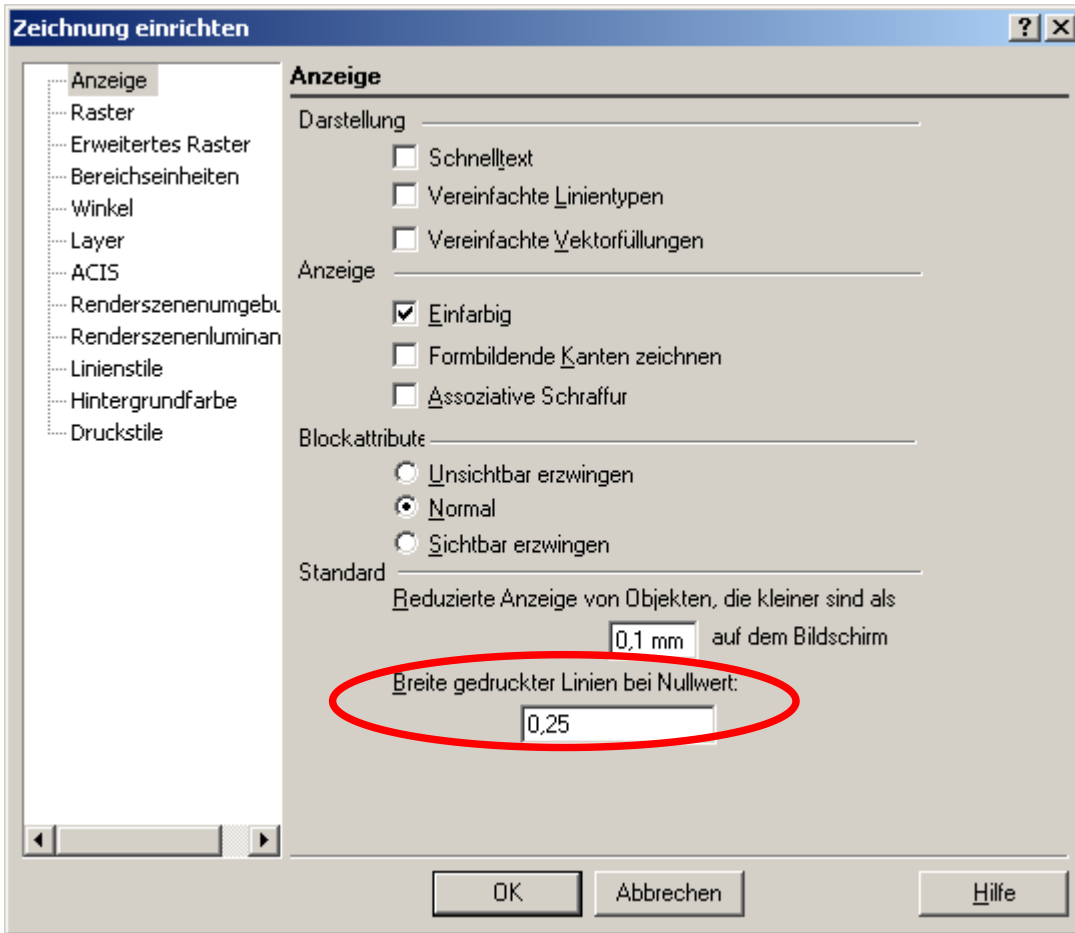 Zeichnung einrichten
Anzeige
Raster
Erweitertes Raster
Bereichseinheiten
Winkel
Layer
ACIS
Renderszenenumgebu
Renderszenenluminan
Linienstile
Hintergrundfarbe
Druckstile
Anzeige
Darstellung
Schnelltext
Vereinfachte Linientypen
Vereinfachte Vektorfüllungen
Anzeige
Einfarbig
Formbildende Kanten zeichnen
Assoziative Schraffur
Blockattribute
Unsichtbar erzwingen
Normal
Sichtbar erzwingen
Standard
Reduzierte Anzeige von Objekten, die kleiner sind als
0,1 mm auf dem Bildschirm
Breite gedruckter Linien bei Nullwert:
0,25
OK Abbrechen Hilfe